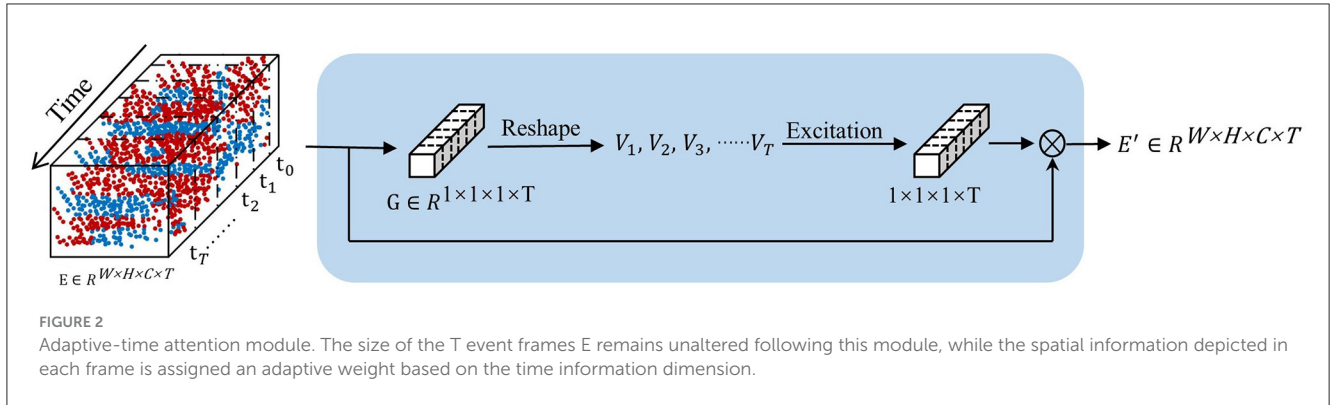 Time
t₀
t₁
t₂
......
t_T
E ∈ R^{W×H×C×T}
G ∈ R^{1×1×1×T}
Reshape
V₁, V₂, V₃, ······V_T
Excitation
1×1×1×T
⊗
E′ ∈ R^{W×H×C×T}
FIGURE 2
Adaptive-time attention module. The size of the T event frames E remains unaltered following this module, while the spatial information depicted in
each frame is assigned an adaptive weight based on the time information dimension.